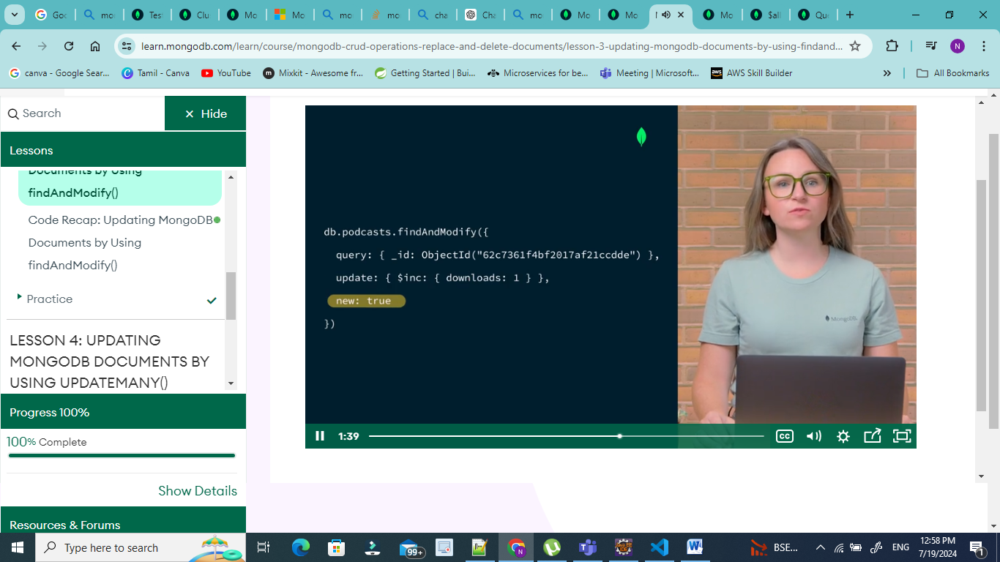 Goo
mon
Test
Clu
Mo
Mo
mo
mo
cha
Cha
mo
Mo
Mo
Mo
$all
Que
learn.mongodb.com/learn/course/mongodb-crud-operations-replace-and-delete-documents/lesson-3-updating-mongodb-documents-by-using-findand...
N
canva - Google Sear...
Tamil - Canva
YouTube
Mixkit - Awesome fr...
Getting Started | Bui...
Microservices for be...
Meeting | Microsoft...
AWS Skill Builder
»
All Bookmarks
Search
× Hide
Lessons
Documents by Using
findAndModify()
Code Recap: Updating MongoDB
Documents by Using
findAndModify()
Practice
LESSON 4: UPDATING
MONGODB DOCUMENTS BY
USING UPDATEMANY()
Progress 100%
100% Complete
Show Details
Resources & Forums
db.podcasts.findAndModify({
query: { _id: ObjectId("62c7361f4bf2017af21ccdde") },
update: { $inc: { downloads: 1 } },
new: true
})
MongoDB.
1:39
CC
Type here to search
99+
BSE...
ENG
12:58 PM
7/19/2024
1